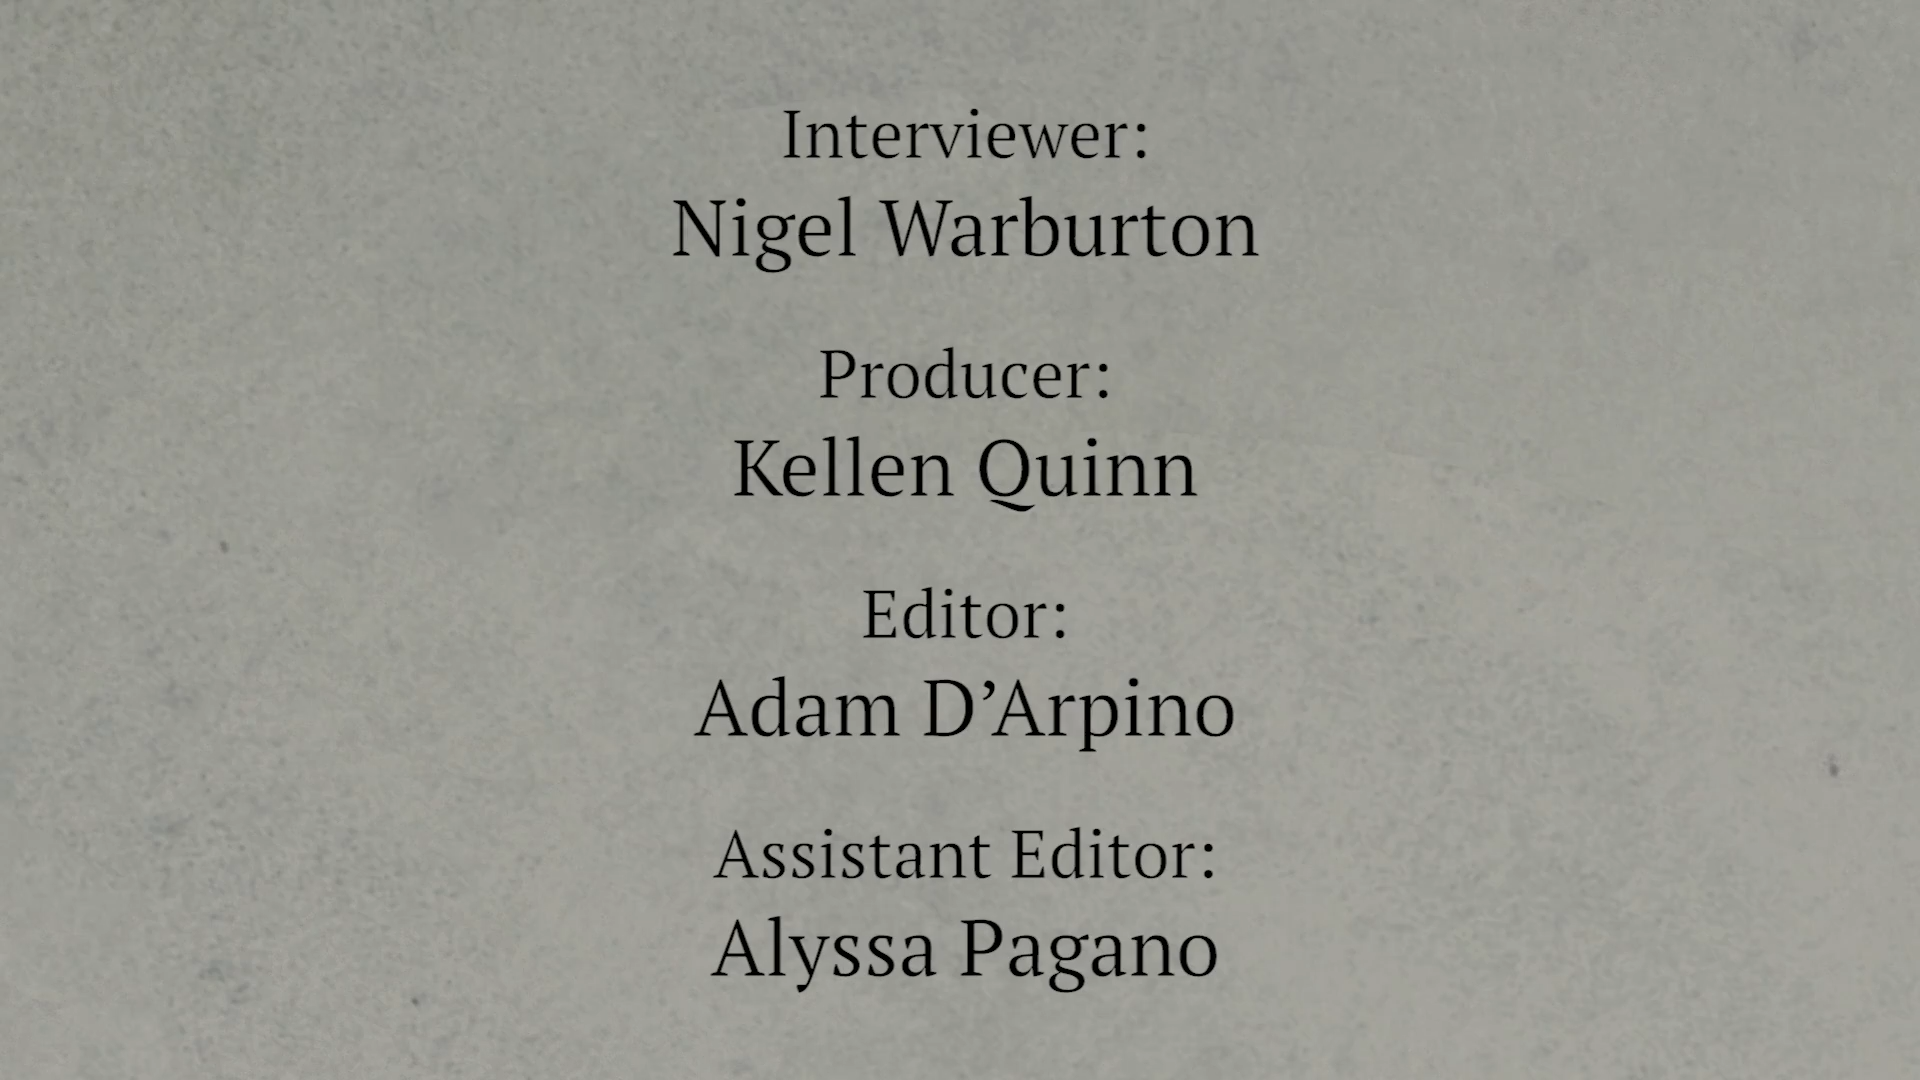 Interviewer:
Nigel Warburton
Producer:
Kellen Quinn
Editor:
Adam D’Arpino
Assistant Editor:
Alyssa Pagano